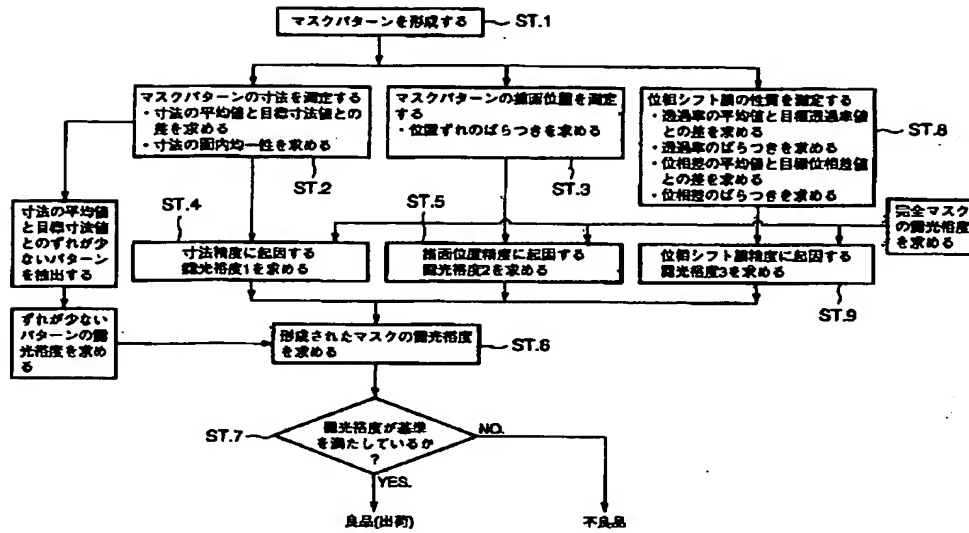 マスクパターンを形成する
ST.1
マスクパターンの寸法を測定する
・寸法の平均値と目標寸法値との
差を求める
・寸法の面内均一性を求める
ST.2
マスクパターンの描画位置を測定
する
・位置ずれのばらつきを求める
ST.3
位相シフト膜の性質を測定する
・透過率の平均値と目標透過率値
との差を求める
・透過率のばらつきを求める
・位相差の平均値と目標位相差値
との差を求める
・位相差のばらつきを求める
ST.8
寸法の平均値
と目標寸法値
とのずれが少
ないパターン
を抽出する
ST.4
寸法精度に起因する
露光裕度1を求める
ST.5
描画位置精度に起因する
露光裕度2を求める
位相シフト膜精度に起因する
露光裕度3を求める
ST.9
完全マスク
の露光裕度
を求める
ずれが少ない
パターンの露
光裕度を求め
る
形成されたマスクの露光裕度
を求める
ST.6
ST.7
露光裕度が基準
を満たしているか
?
NO.
YES.
良品(出荷)
不良品